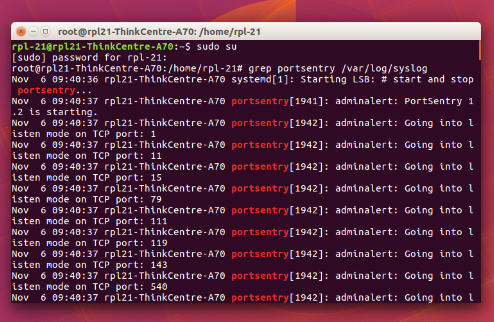 root@rpl21-ThinkCentre-A70: /home/rpl-21
rpl-21@rpl21-ThinkCentre-A70:~$ sudo su
[sudo] password for rpl-21:
root@rpl21-ThinkCentre-A70:/home/rpl-21# grep portsentry /var/log/syslog
Nov  6 09:40:36 rpl21-ThinkCentre-A70 systemd[1]: Starting LSB: # start and stop
 portsentry...
Nov  6 09:40:37 rpl21-ThinkCentre-A70 portsentry[1941]: adminalert: PortSentry 1
.2 is starting.
Nov  6 09:40:37 rpl21-ThinkCentre-A70 portsentry[1942]: adminalert: Going into l
isten mode on TCP port: 1
Nov  6 09:40:37 rpl21-ThinkCentre-A70 portsentry[1942]: adminalert: Going into l
isten mode on TCP port: 11
Nov  6 09:40:37 rpl21-ThinkCentre-A70 portsentry[1942]: adminalert: Going into l
isten mode on TCP port: 15
Nov  6 09:40:37 rpl21-ThinkCentre-A70 portsentry[1942]: adminalert: Going into l
isten mode on TCP port: 79
Nov  6 09:40:37 rpl21-ThinkCentre-A70 portsentry[1942]: adminalert: Going into l
isten mode on TCP port: 111
Nov  6 09:40:37 rpl21-ThinkCentre-A70 portsentry[1942]: adminalert: Going into l
isten mode on TCP port: 119
Nov  6 09:40:37 rpl21-ThinkCentre-A70 portsentry[1942]: adminalert: Going into l
isten mode on TCP port: 143
Nov  6 09:40:37 rpl21-ThinkCentre-A70 portsentry[1942]: adminalert: Going into l
isten mode on TCP port: 540
Nov  6 09:40:37 rpl21-ThinkCentre-A70 portsentry[1942]: adminalert: Going into l